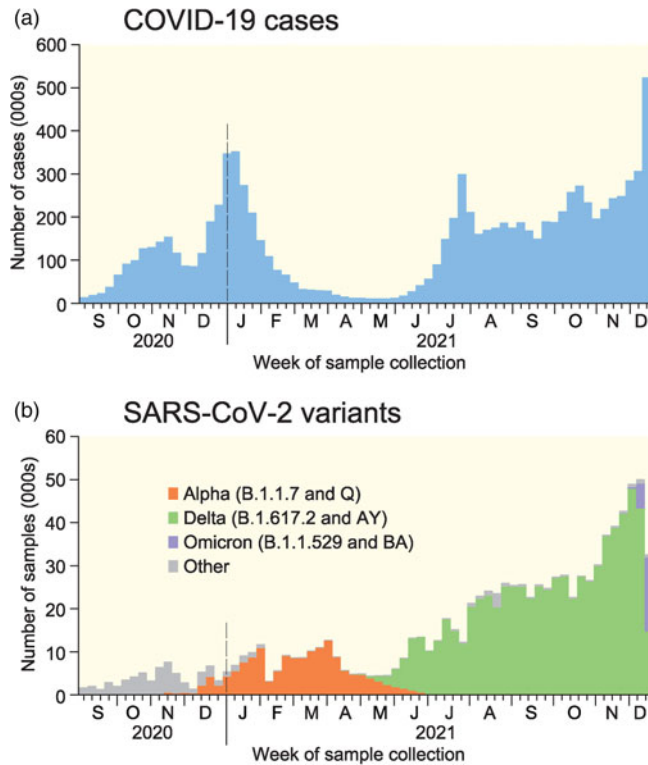 (a)
COVID-19 cases
600
500
400
300
200
100
0
Number of cases (000s)
S O N D J F M A M J J A S O N D
2020 2021
Week of sample collection
(b)
SARS-CoV-2 variants
60
50
40
30
20
10
0
Number of samples (000s)
Alpha (B.1.1.7 and Q)
Delta (B.1.617.2 and AY)
Omicron (B.1.1.529 and BA)
Other
S O N D J F M A M J J A S O N D
2020 2021
Week of sample collection